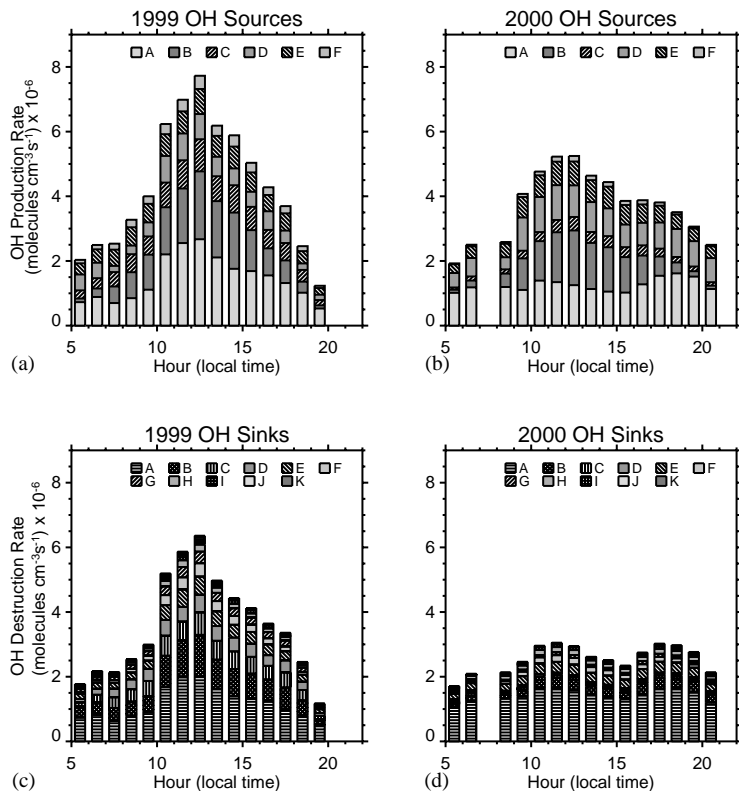 1999 OH Sources
A B C D E F
OH Production Rate
(molecules cm-3s-1) x 10-6
8
6
4
2
0
5 10 15 20
Hour (local time)
(a)
2000 OH Sources
A B C D E F
8
6
4
2
0
5 10 15 20
Hour (local time)
(b)
1999 OH Sinks
A B C D E F
G H I J K
OH Destruction Rate
(molecules cm-3s-1) x 10-6
8
6
4
2
0
5 10 15 20
Hour (local time)
(c)
2000 OH Sinks
A B C D E F
G H I J K
8
6
4
2
0
5 10 15 20
Hour (local time)
(d)